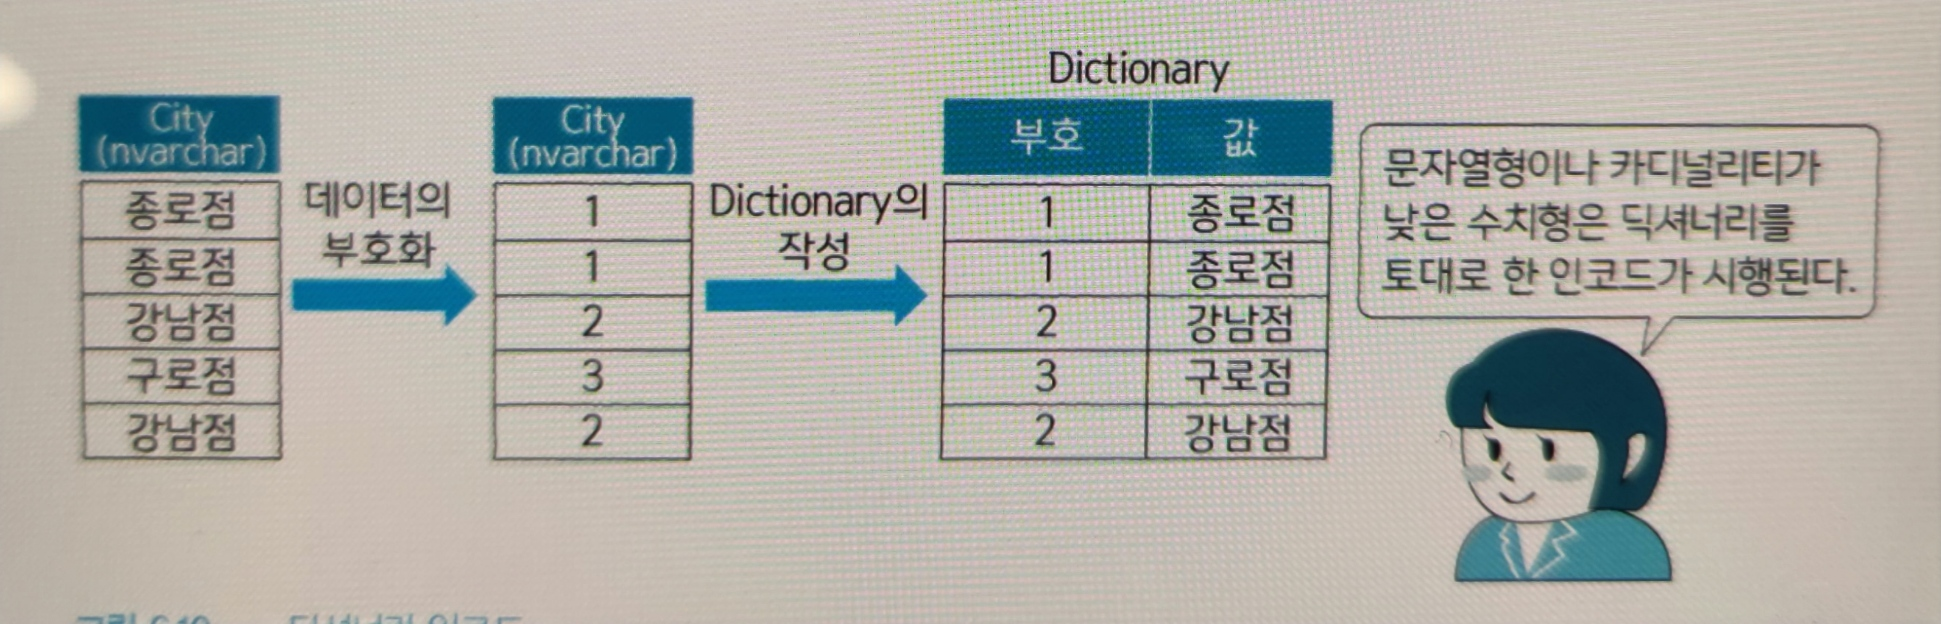 Dictionary
City
(nvarchar)
City
(nvarchar)
부호 값
종로점 1 1 종로점
종로점 1 1 종로점
강남점 2 2 강남점
구로점 3 3 구로점
강남점 2 2 강남점
데이터의
부호화
Dictionary의
작성
문자열형이나 카디널리티가
낮은 수치형은 딕셔너리를
토대로 한 인코드가 시행된다.